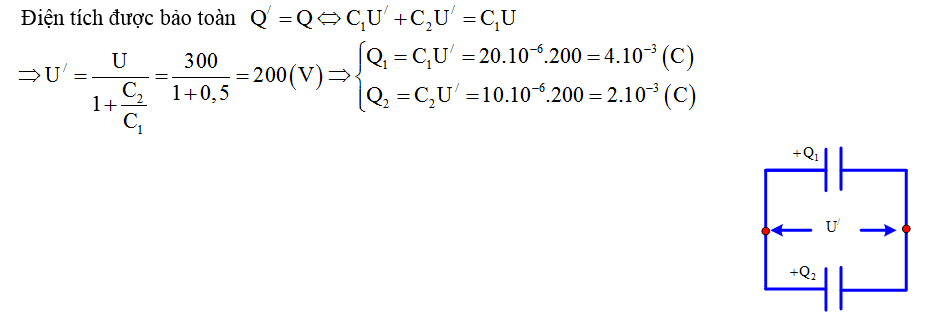 Điện tích được bảo toàn Q′ = Q ⇔ C₁U′ + C₂U′ = C₁U
⇒ U′ = U / (1 + C₂/C₁) = 300 / (1 + 0,5) = 200 (V) ⇒ { Q₁ = C₁U′ = 20.10⁻⁶.200 = 4.10⁻³ (C)
Q₂ = C₂U′ = 10.10⁻⁶.200 = 2.10⁻³ (C)
+Q₁
U′
+Q₂